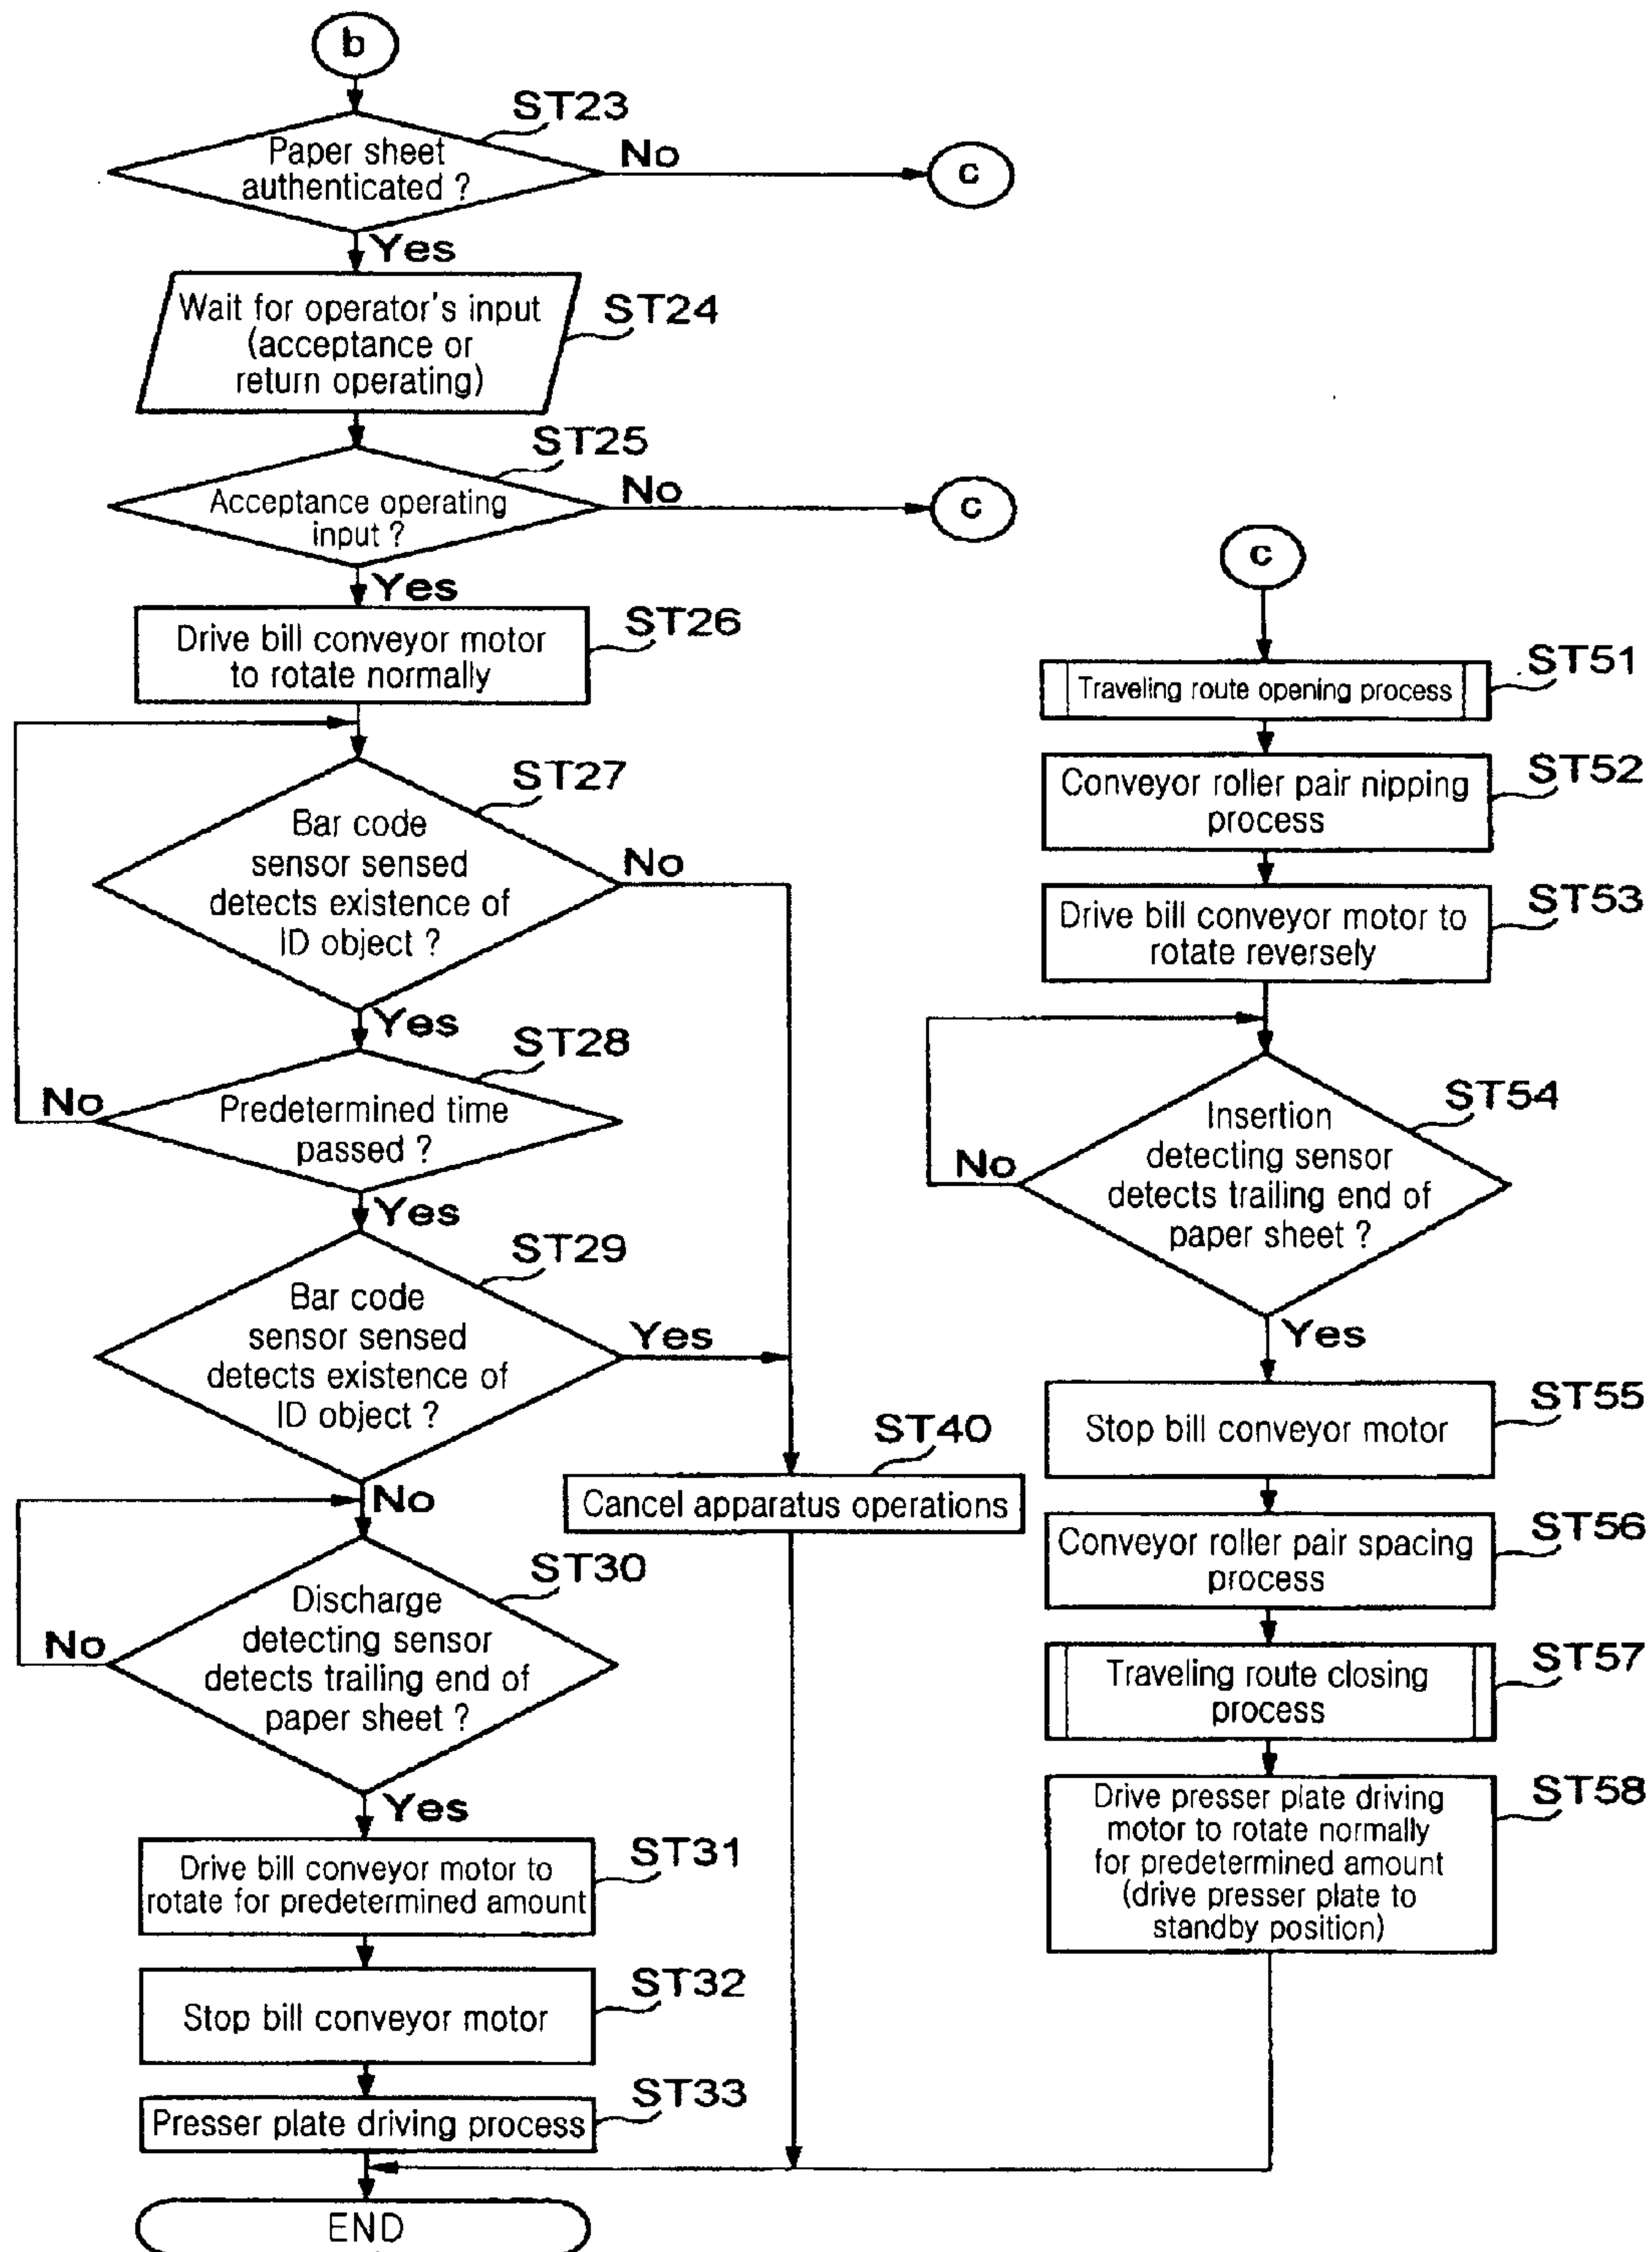 b
ST23
Paper sheet
authenticated ?
No
c
Yes
Wait for operator's input
(acceptance or
return operating)
ST24
ST25
Acceptance operating
input ?
No
c
Yes
Drive bill conveyor motor
to rotate normally
ST26
ST27
Bar code
sensor sensed
detects existence of
ID object ?
No
Yes
ST28
Predetermined time
passed ?
No
Yes
ST29
Bar code
sensor sensed
detects existence of
ID object ?
Yes
No
ST40
Cancel apparatus operations
ST30
Discharge
detecting sensor
detects trailing end of
paper sheet ?
No
Yes
Drive bill conveyor motor to
rotate for predetermined amount
ST31
Stop bill conveyor motor
ST32
Presser plate driving process
ST33
END
c
Traveling route opening process
ST51
Conveyor roller pair nipping
process
ST52
Drive bill conveyor motor to
rotate reversely
ST53
ST54
Insertion
detecting sensor
detects trailing end of
paper sheet ?
No
Yes
Stop bill conveyor motor
ST55
Conveyor roller pair spacing
process
ST56
Traveling route closing
process
ST57
Drive presser plate driving
motor to rotate normally
for predetermined amount
(drive presser plate to
standby position)
ST58